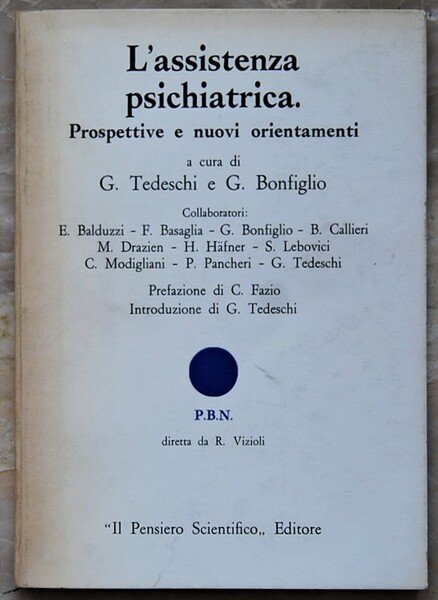 L'assistenza
psichiatrica.
Prospettive e nuovi orientamenti
a cura di
G. Tedeschi e G. Bonfiglio
Collaboratori:
E. Balduzzi - F. Basaglia - G. Bonfiglio - B. Callieri
M. Drazien - H. Häfner - S. Lebovici
C. Modigliani - P. Pancheri - G. Tedeschi
Prefazione di C. Fazio
Introduzione di G. Tedeschi
P.B.N.
diretta da R. Vizioli
“Il Pensiero Scientifico„ Editore